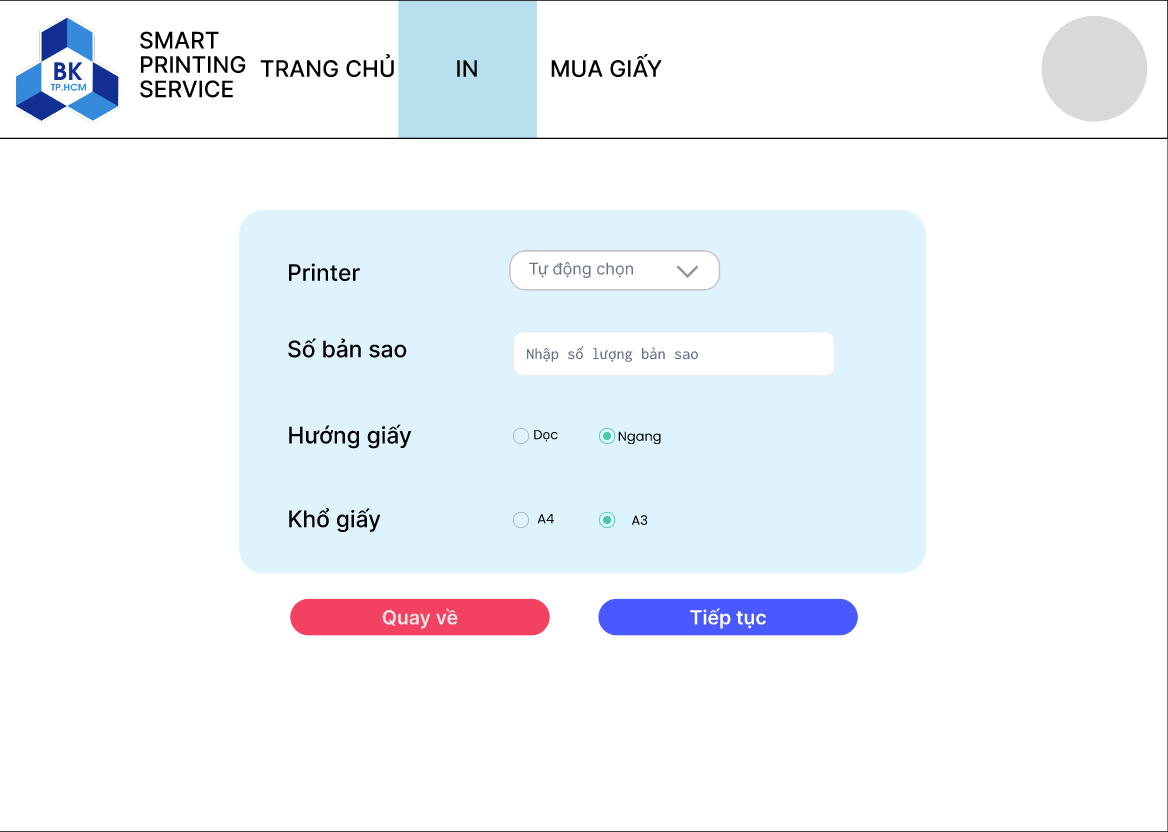 BK
TP.HCM
SMART
PRINTING
SERVICE
TRANG CHỦ
IN
MUA GIẤY
Printer
Tự động chọn
Số bản sao
Nhập số lượng bản sao
Hướng giấy
Dọc
Ngang
Khổ giấy
A4
A3
Quay về
Tiếp tục